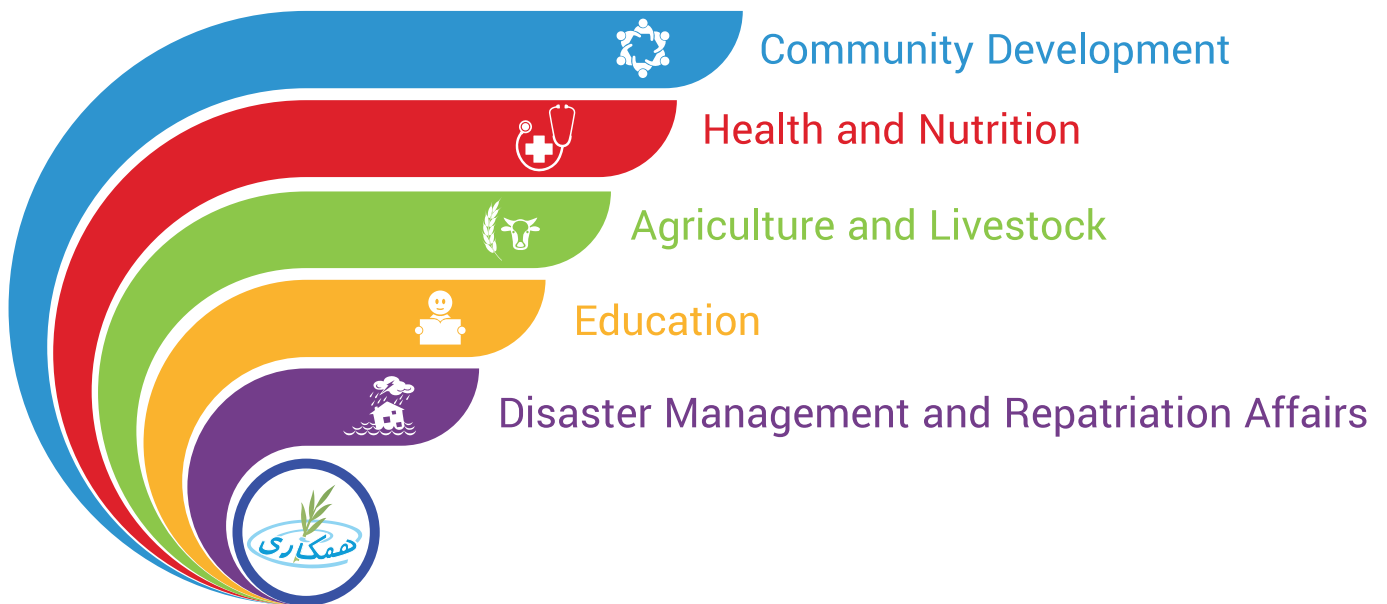 Community Development
Health and Nutrition
Agriculture and Livestock
Education
Disaster Management and Repatriation Affairs
همکاری